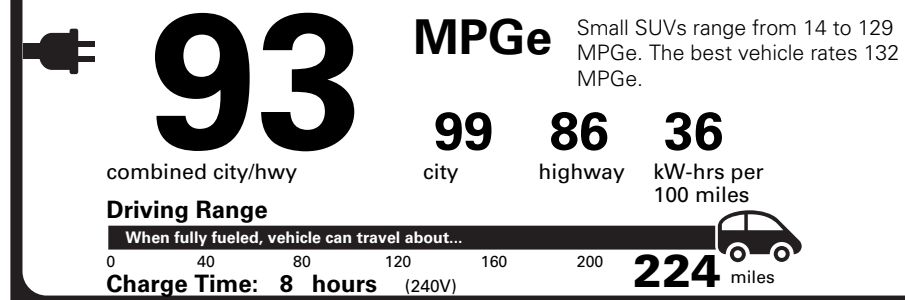 93
MPGe
Small SUVs range from 14 to 129
MPGe. The best vehicle rates 132
MPGe.
99 86 36
combined city/hwy city highway kW-hrs per
100 miles
Driving Range
When fully fueled, vehicle can travel about...
0 40 80 120 160 200 224 miles
Charge Time: 8 hours (240V)